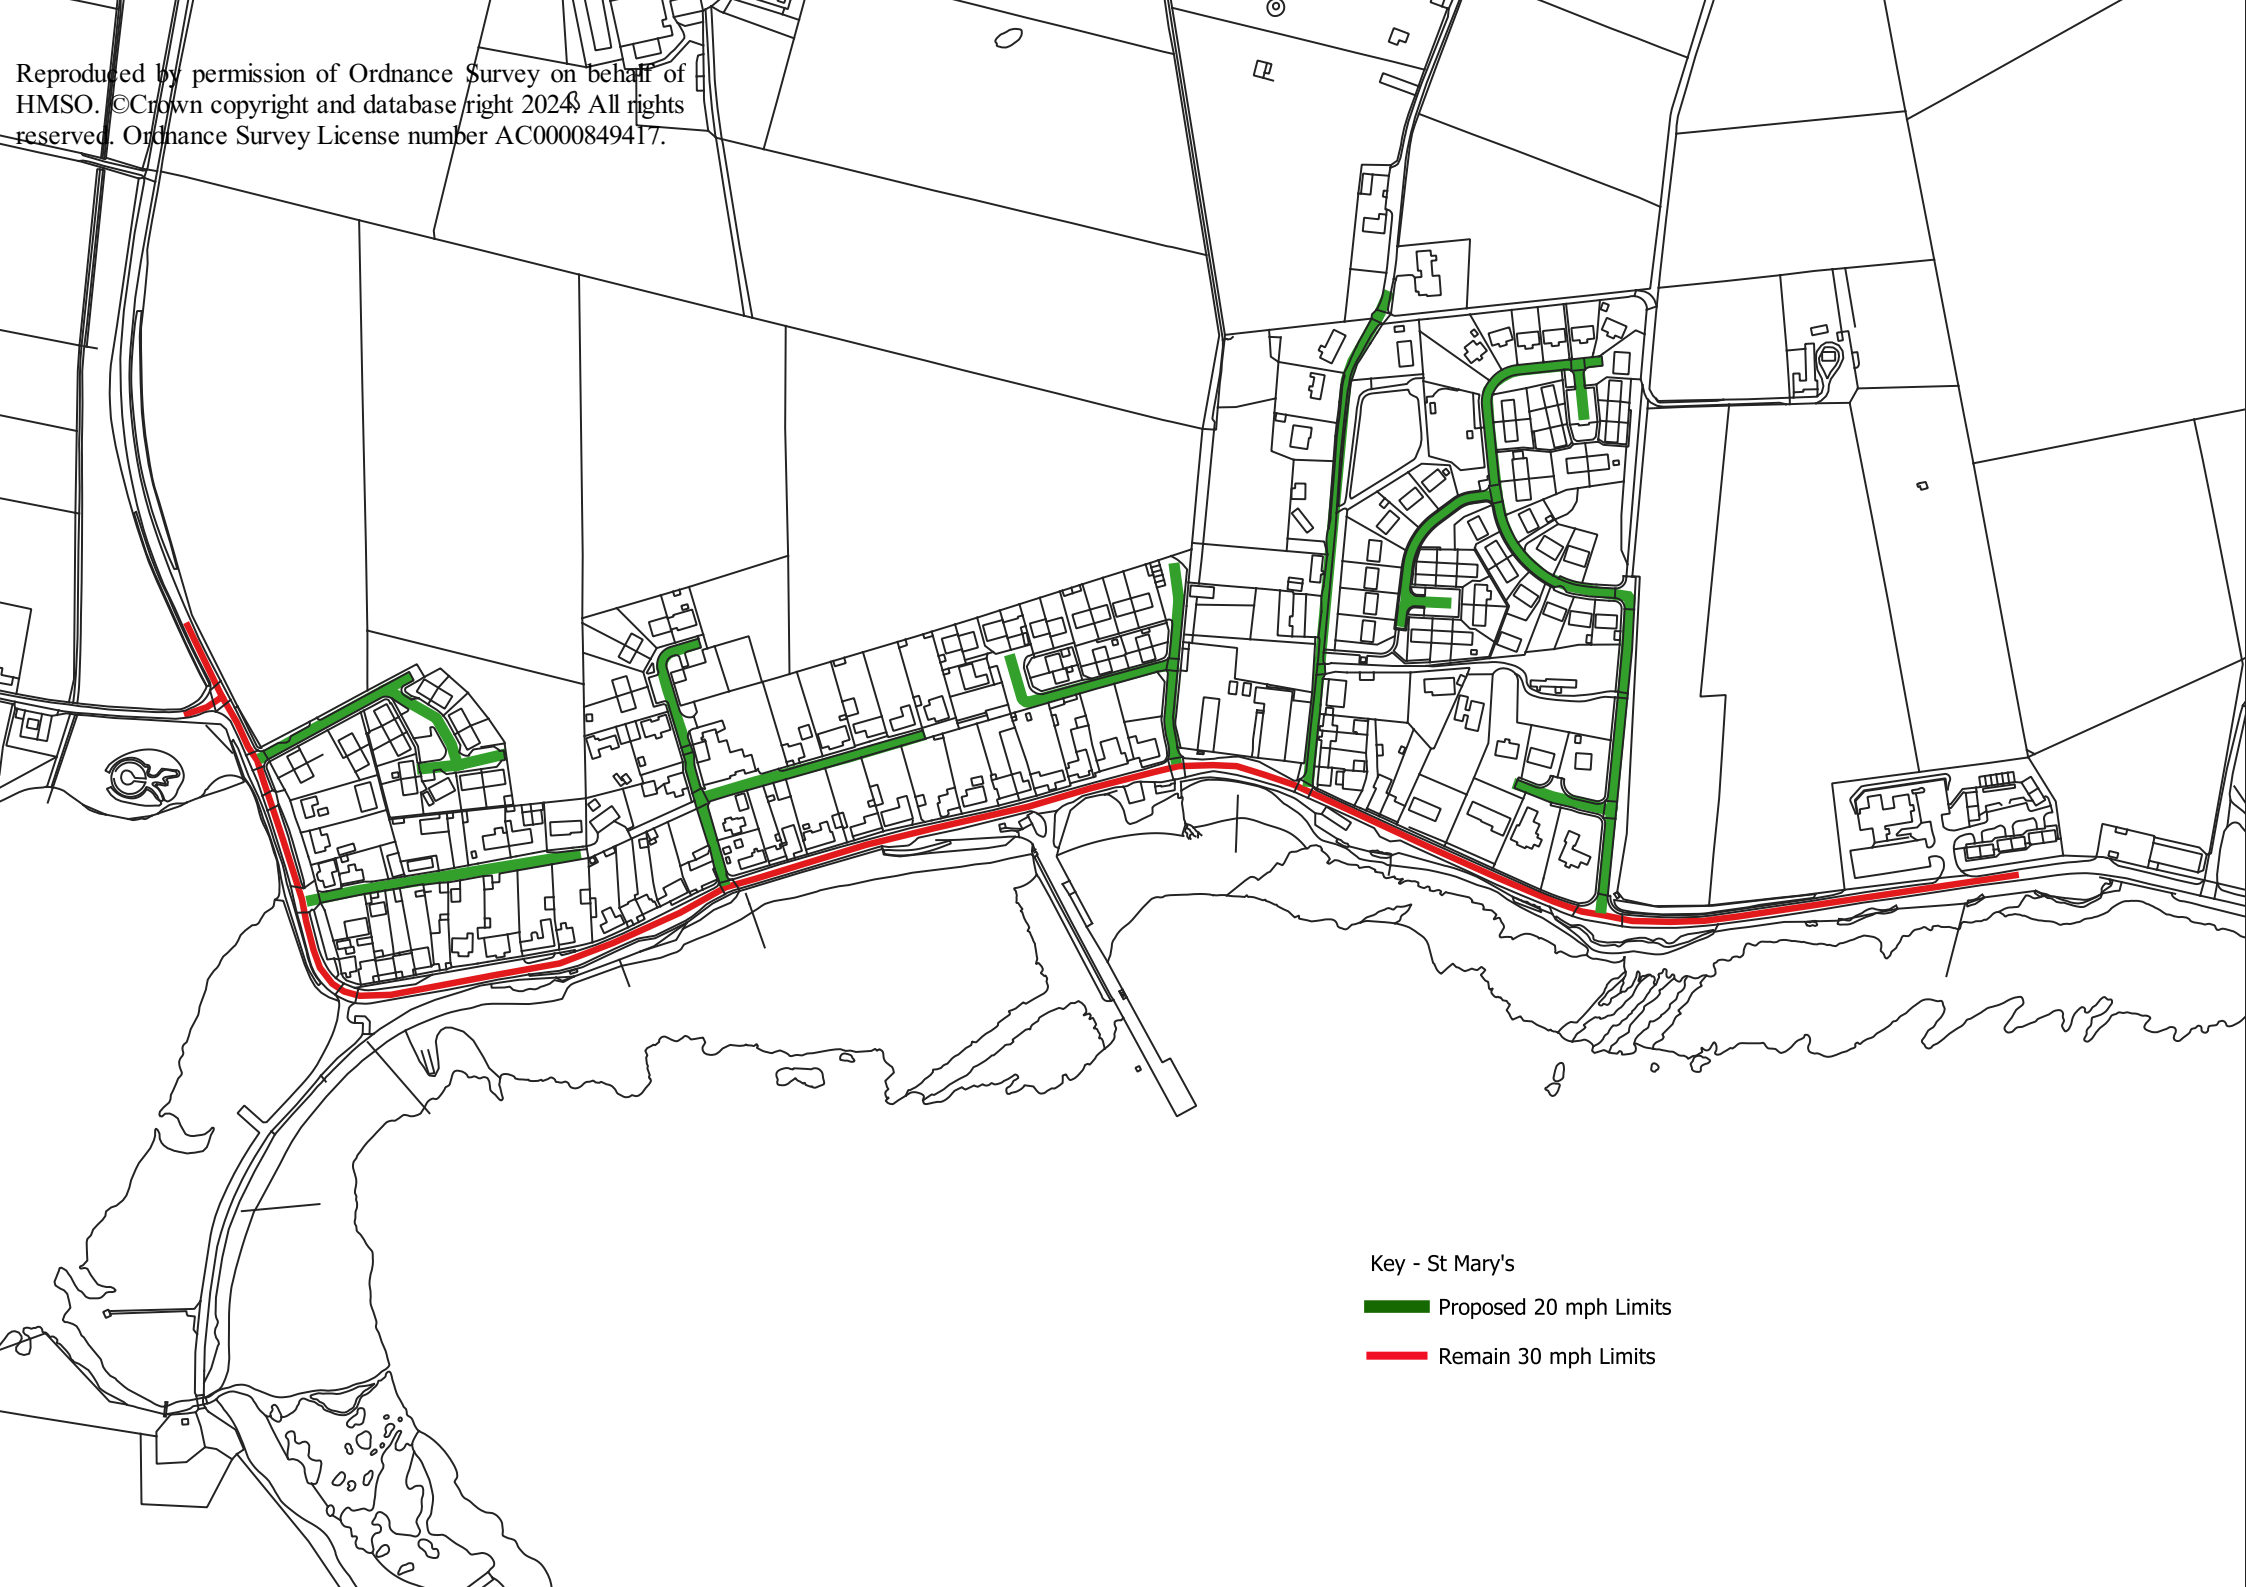 Reproduced by permission of Ordnance Survey on behalf of
HMSO. ©Crown copyright and database right 2024. All rights
reserved. Ordnance Survey License number AC0000849417.
Key - St Mary's
Proposed 20 mph Limits
Remain 30 mph Limits